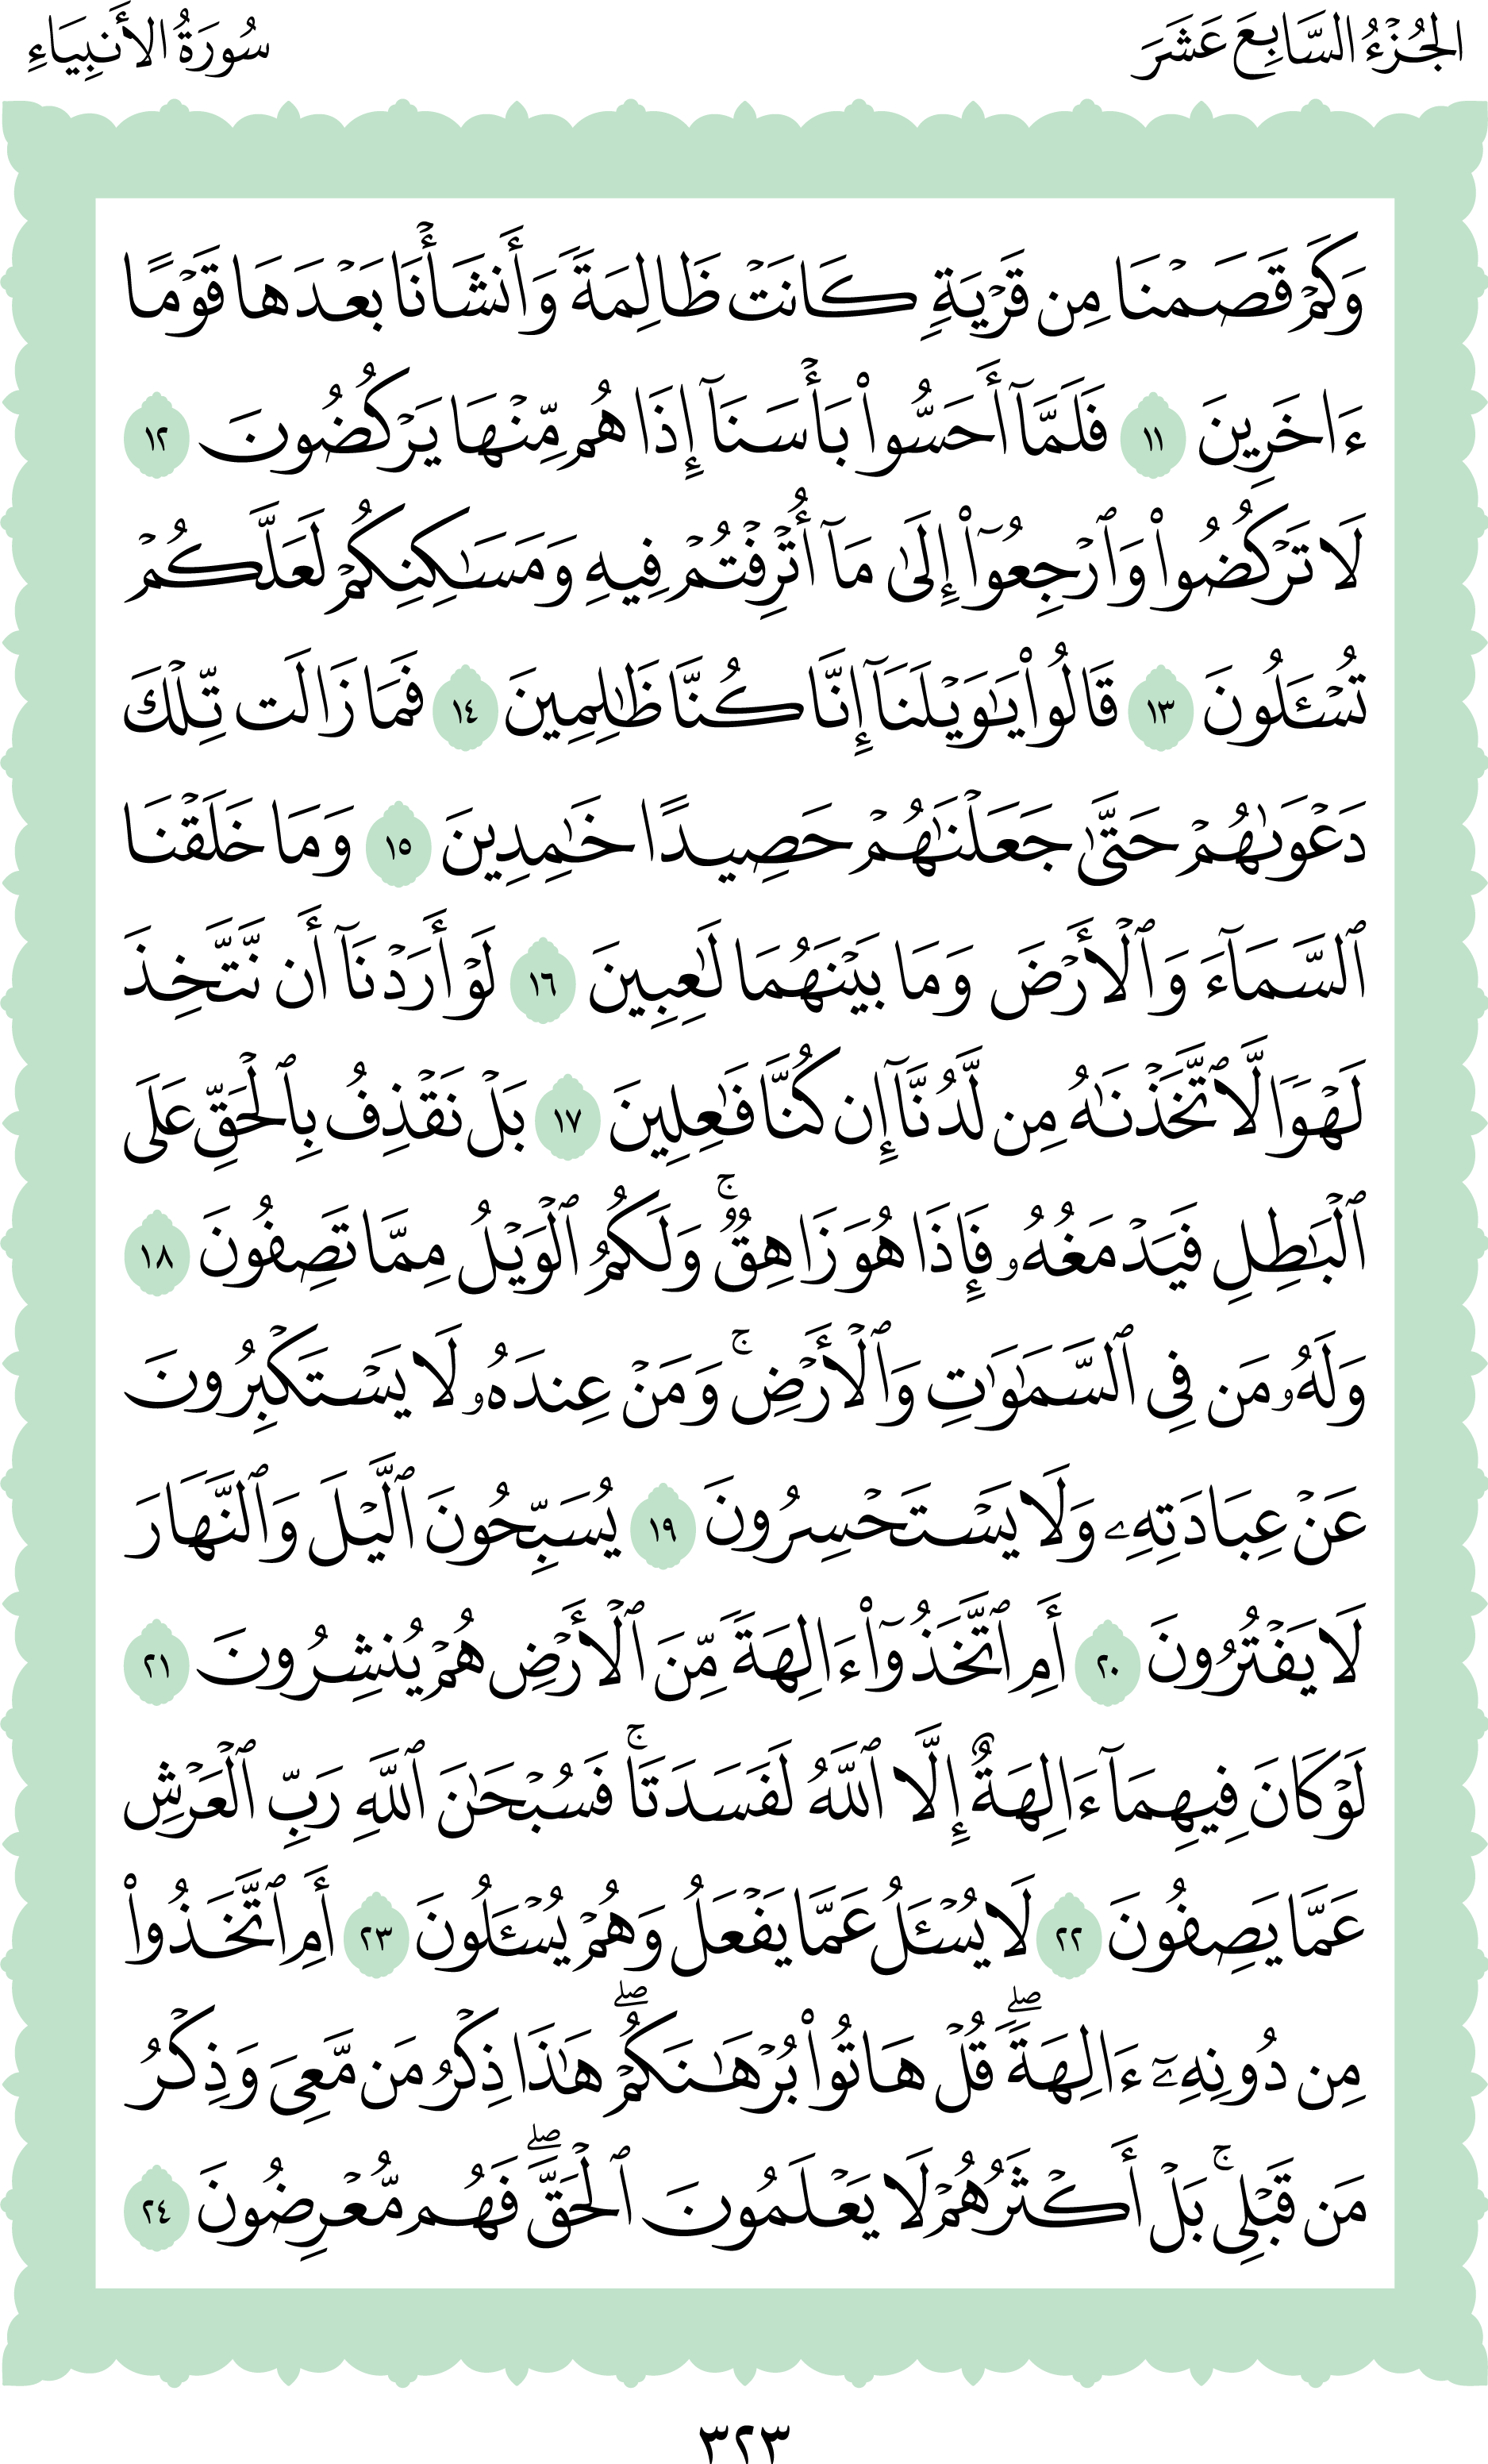 الجُزْءُ السَّابِعَ عَشَرَ
سُورَةُ الأَنبِيَاءِ
وَكَمْ قَصَمْنَا مِن قَرْيَةٍ كَانَتْ ظَالِمَةً وَأَنشَأْنَا بَعْدَهَا قَوْمًا
ءَاخَرِينَ ١١ فَلَمَّآ أَحَسُّوا۟ بَأْسَنَآ إِذَا هُم مِّنْهَا يَرْكُضُونَ ١٢
لَا تَرْكُضُوا۟ وَٱرْجِعُوٓا۟ إِلَىٰ مَآ أُتْرِفْتُمْ فِيهِ وَمَسَـٰكِنِكُمْ لَعَلَّكُمْ
تُسْـَٔلُونَ ١٣ قَالُوا۟ يَـٰوَيْلَنَآ إِنَّا كُنَّا ظَـٰلِمِينَ ١٤ فَمَا زَالَت تِّلْكَ
دَعْوَىٰهُمْ حَتَّىٰ جَعَلْنَـٰهُمْ حَصِيدًا خَـٰمِدِينَ ١٥ وَمَا خَلَقْنَا
ٱلسَّمَآءَ وَٱلْأَرْضَ وَمَا بَيْنَهُمَا لَـٰعِبِينَ ١٦ لَوْ أَرَدْنَآ أَن نَّتَّخِذَ
لَهْوًا لَّٱتَّخَذْنَـٰهُ مِن لَّدُنَّآ إِن كُنَّا فَـٰعِلِينَ ١٧ بَلْ نَقْذِفُ بِٱلْحَقِّ عَلَى
ٱلْبَـٰطِلِ فَيَدْمَغُهُۥ فَإِذَا هُوَ زَاهِقٌ ۚ وَلَكُمُ ٱلْوَيْلُ مِمَّا تَصِفُونَ ١٨
وَلَهُۥ مَن فِى ٱلسَّمَـٰوَٰتِ وَٱلْأَرْضِ ۚ وَمَنْ عِندَهُۥ لَا يَسْتَكْبِرُونَ
عَنْ عِبَادَتِهِۦ وَلَا يَسْتَحْسِرُونَ ١٩ يُسَبِّحُونَ ٱلَّيْلَ وَٱلنَّهَارَ
لَا يَفْتُرُونَ ٢٠ أَمِ ٱتَّخَذُوٓا۟ ءَالِهَةً مِّنَ ٱلْأَرْضِ هُمْ يُنشِرُونَ ٢١
لَوْ كَانَ فِيهِمَآ ءَالِهَةٌ إِلَّا ٱللَّهُ لَفَسَدَتَا ۚ فَسُبْحَـٰنَ ٱللَّهِ رَبِّ ٱلْعَرْشِ
عَمَّا يَصِفُونَ ٢٢ لَا يُسْـَٔلُ عَمَّا يَفْعَلُ وَهُمْ يُسْـَٔلُونَ ٢٣ أَمِ ٱتَّخَذُوا۟
مِن دُونِهِۦٓ ءَالِهَةً ۖ قُلْ هَاتُوا۟ بُرْهَـٰنَكُمْ ۖ هَـٰذَا ذِكْرُ مَن مَّعِىَ وَذِكْرُ
مَن قَبْلِى ۚ بَلْ أَكْثَرُهُمْ لَا يَعْلَمُونَ ٱلْحَقَّ ۖ فَهُم مُّعْرِضُونَ ٢٤
٣٢٣